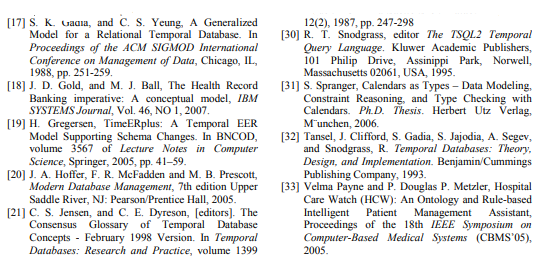 [17] S. K. Gadia, and C. S. Yeung, A Generalized
Model for a Relational Temporal Database. In
Proceedings of the ACM SIGMOD International
Conference on Management of Data, Chicago, IL,
1988, pp. 251-259.
[18] J. D. Gold, and M. J. Ball, The Health Record
Banking imperative: A conceptual model, IBM
SYSTEMS Journal, Vol. 46, NO 1, 2007.
[19] H. Gregersen, TimeERplus: A Temporal EER
Model Supporting Schema Changes. In BNCOD,
volume 3567 of Lecture Notes in Computer
Science, Springer, 2005, pp. 41–59.
[20] J. A. Hoffer, F. R. McFadden and M. B. Prescott,
Modern Database Management, 7th edition Upper
Saddle River, NJ: Pearson/Prentice Hall, 2005.
[21] C. S. Jensen, and C. E. Dyreson, [editors]. The
Consensus Glossary of Temporal Database
Concepts - February 1998 Version. In Temporal
Databases: Research and Practice, volume 1399
12(2), 1987, pp. 247-298
[30] R. T. Snodgrass, editor The TSQL2 Temporal
Query Language. Kluwer Academic Publishers,
101 Philip Drive, Assinippi Park, Norwell,
Massachusetts 02061, USA, 1995.
[31] S. Spranger, Calendars as Types – Data Modeling,
Constraint Reasoning, and Type Checking with
Calendars. Ph.D. Thesis. Herbert Utz Verlag,
M¨unchen, 2006.
[32] Tansel, J. Clifford, S. Gadia, S. Jajodia, A. Segev,
and Snodgrass, R. Temporal Databases: Theory,
Design, and Implementation. Benjamin/Cummings
Publishing Company, 1993.
[33] Velma Payne and P. Douglas P. Metzler, Hospital
Care Watch (HCW): An Ontology and Rule-based
Intelligent Patient Management Assistant,
Proceedings of the 18th IEEE Symposium on
Computer-Based Medical Systems (CBMS'05),
2005.